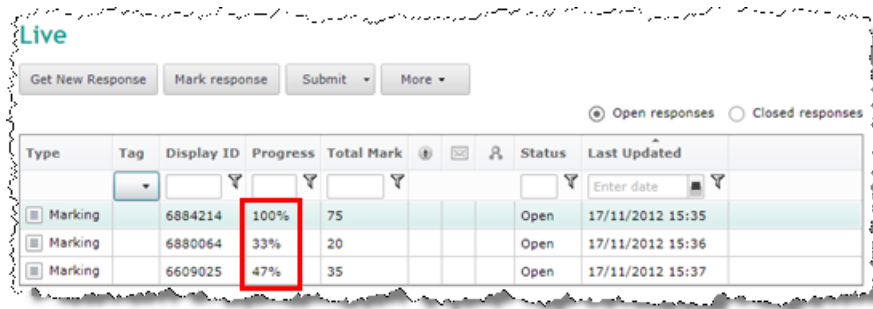 Live
Get New Response Mark response Submit More
Open responses Closed responses
Type Tag Display ID Progress Total Mark Status Last Updated
Enter date
Marking 6884214 100% 75 Open 17/11/2012 15:35
Marking 6880064 33% 20 Open 17/11/2012 15:36
Marking 6609025 47% 35 Open 17/11/2012 15:37